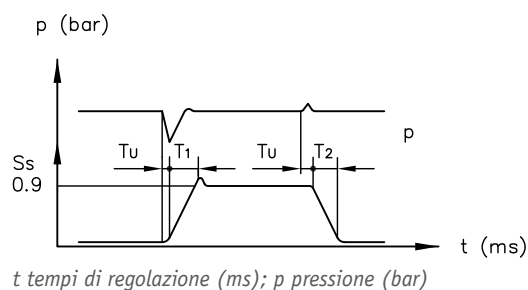 p (bar)
p
Tu T1 Tu T2
Ss
0.9
t (ms)
t tempi di regolazione (ms); p pressione (bar)